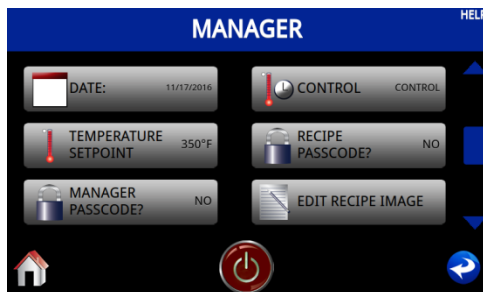 MANAGER
HELP
DATE: 11/17/2016
CONTROL CONTROL
TEMPERATURE
SETPOINT 350°F
RECIPE
PASSCODE? NO
MANAGER
PASSCODE? NO
EDIT RECIPE IMAGE